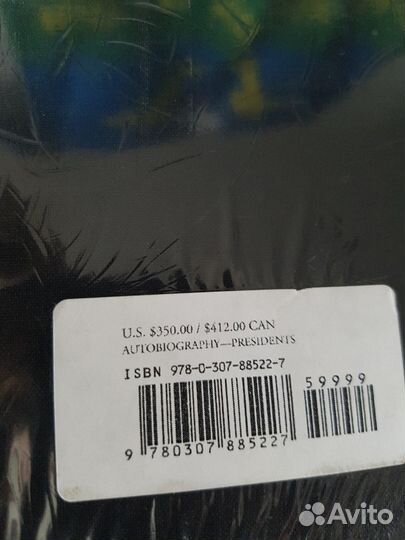 U.S. $350.00 / $412.00 CAN
AUTOBIOGRAPHY—PRESIDENTS
ISBN 978-0-307-88522-7
59999
9 780307 885227
Avito